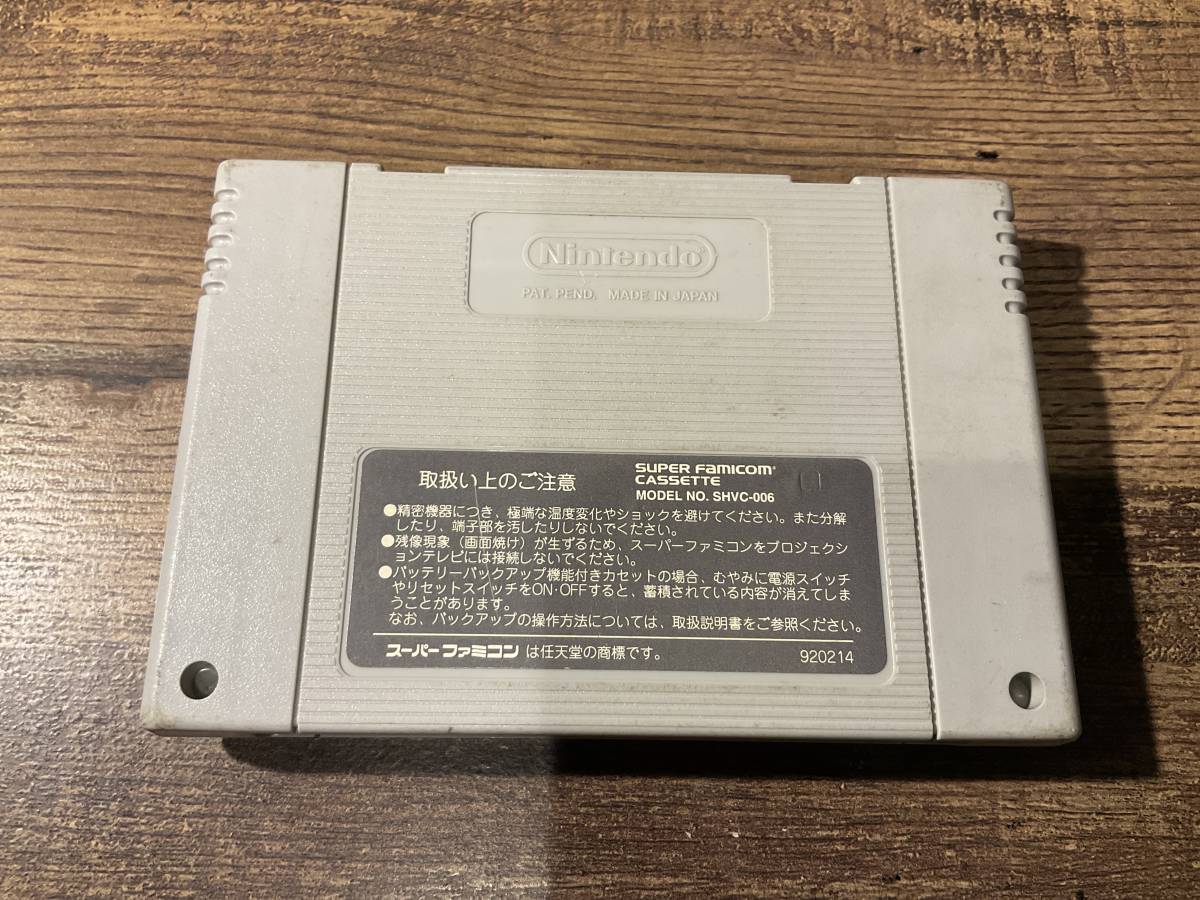 Nintendo®
PAT. PEND. MADE IN JAPAN
取扱い上のご注意
SUPER FAMICOM®
CASSETTE
MODEL NO. SHVC-006
●精密機器につき、極端な温度変化やショックを避けてください。また分解
したり、端子部を汚したりしないでください。
●残像現象（画面焼け）が生ずるため、スーパーファミコンをプロジェクシ
ョンテレビには接続しないでください。
●バッテリーバックアップ機能付きカセットの場合、むやみに電源スイッチ
やリセットスイッチをON・OFFすると、蓄積されている内容が消えてしま
うことがあります。
なお、バックアップの操作方法については、取扱説明書をご参照ください。
スーパーファミコン は任天堂の商標です。
920214